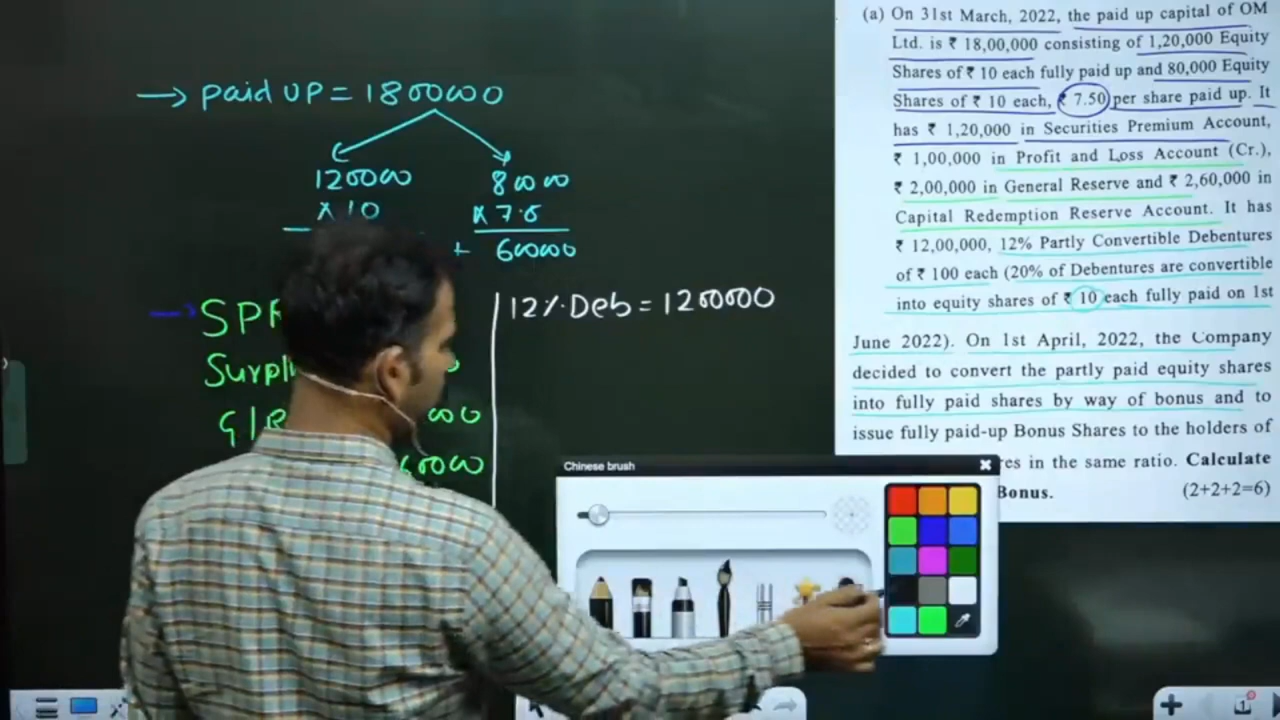 → paid up = 1800000
120000
× 10
80000
× 7.5
+ 600000
Surpl
G/R
000
60000
12% Deb = 1200000
(a) On 31st March, 2022, the paid up capital of OM
Ltd. is ₹ 18,00,000 consisting of 1,20,000 Equity
Shares of ₹ 10 each fully paid up and 80,000 Equity
Shares of ₹ 10 each, ₹ 7.50 per share paid up. It
has ₹ 1,20,000 in Securities Premium Account,
₹ 1,00,000 in Profit and Loss Account (Cr.),
₹ 2,00,000 in General Reserve and ₹ 2,60,000 in
Capital Redemption Reserve Account. It has
₹ 12,00,000, 12% Partly Convertible Debentures
of ₹ 100 each (20% of Debentures are convertible
into equity shares of ₹ 10 each fully paid on 1st
June 2022). On 1st April, 2022, the Company
decided to convert the partly paid equity shares
into fully paid shares by way of bonus and to
issue fully paid-up Bonus Shares to the holders of
res in the same ratio. Calculate
Bonus. (2+2+2=6)
Chinese brush
1